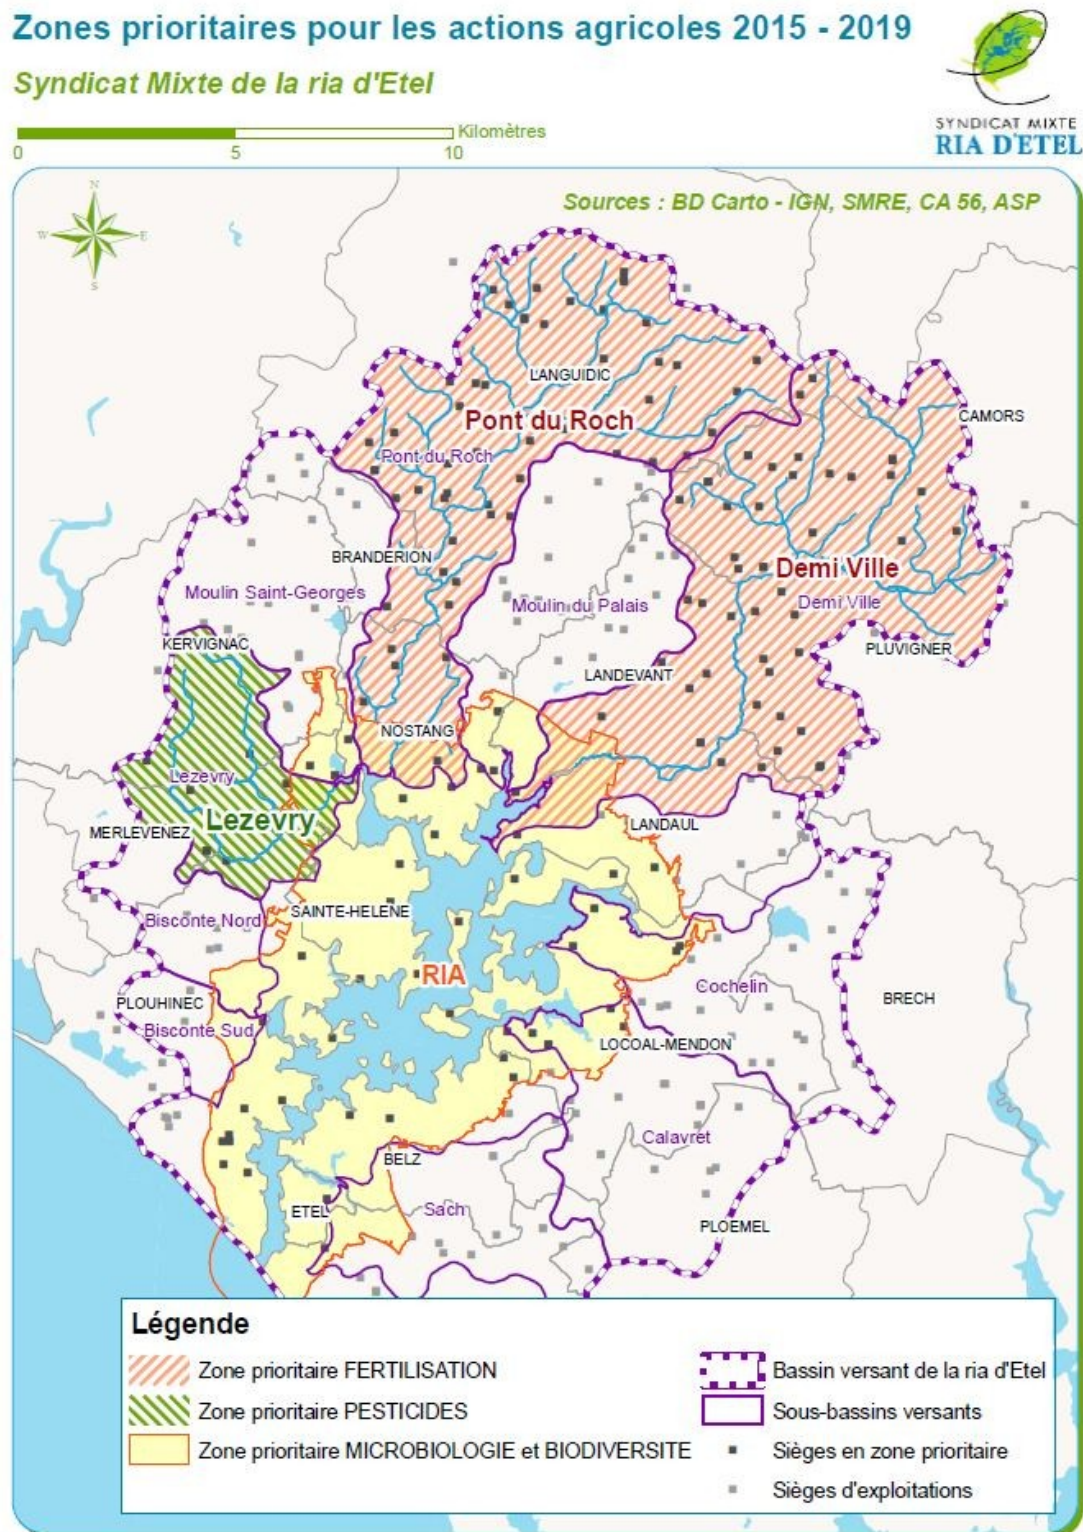 Zones prioritaires pour les actions agricoles 2015 - 2019
Syndicat Mixte de la ria d'Etel
Kilomètres
0 5 10
SYNDICAT MIXTE
RIA D'ETEL
Sources : BD Carto - IGN, SMRE, CA 56, ASP
N
W E
S
LANGUIDIC
Pont du Roch
CAMORS
Pont du Roch
BRANDERION
Demi Ville
Moulin Saint-Georges
Moulin du Palais
Demi Ville
KERVIGNAC
PLUVIGNER
LANDEVANT
NOSTANG
Lezevry
Lezevry
MERLEVENEZ
LANDAUL
SAINTE-HELENE
Bisconte Nord
RIA
Cochelin
PLOUHINEC
BRECH
Bisconte Sud
LOCOAL-MENDON
Calavret
BELZ
ETEL
Sach
PLOEMEL
Légende
Zone prioritaire FERTILISATION
Zone prioritaire PESTICIDES
Zone prioritaire MICROBIOLOGIE et BIODIVERSITE
Bassin versant de la ria d'Etel
Sous-bassins versants
Sièges en zone prioritaire
Sièges d'exploitations